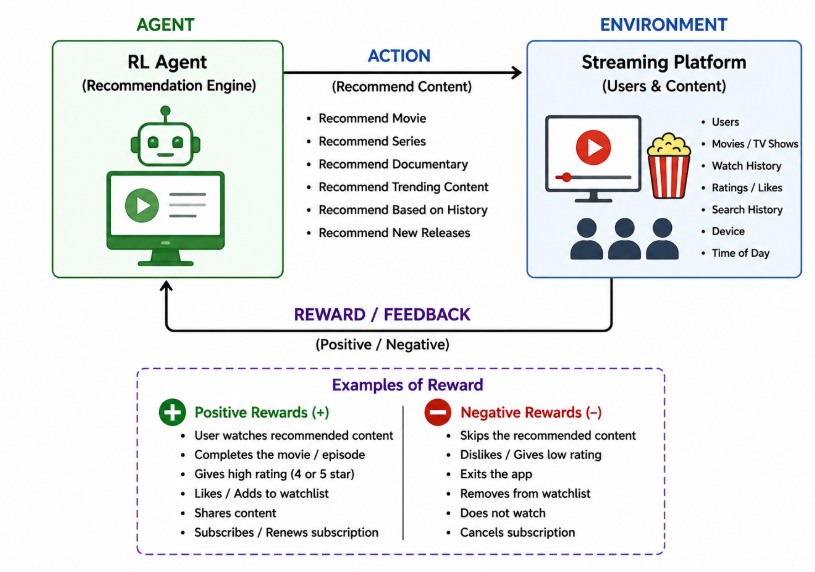 AGENT
RL Agent
(Recommendation Engine)
ACTION
(Recommend Content)
• Recommend Movie
• Recommend Series
• Recommend Documentary
• Recommend Trending Content
• Recommend Based on History
• Recommend New Releases
ENVIRONMENT
Streaming Platform
(Users & Content)
• Users
• Movies / TV Shows
• Watch History
• Ratings / Likes
• Search History
• Device
• Time of Day
REWARD / FEEDBACK
(Positive / Negative)
Examples of Reward
Positive Rewards (+)
• User watches recommended content
• Completes the movie / episode
• Gives high rating (4 or 5 star)
• Likes / Adds to watchlist
• Shares content
• Subscribes / Renews subscription
Negative Rewards (–)
• Skips the recommended content
• Dislikes / Gives low rating
• Exits the app
• Removes from watchlist
• Does not watch
• Cancels subscription